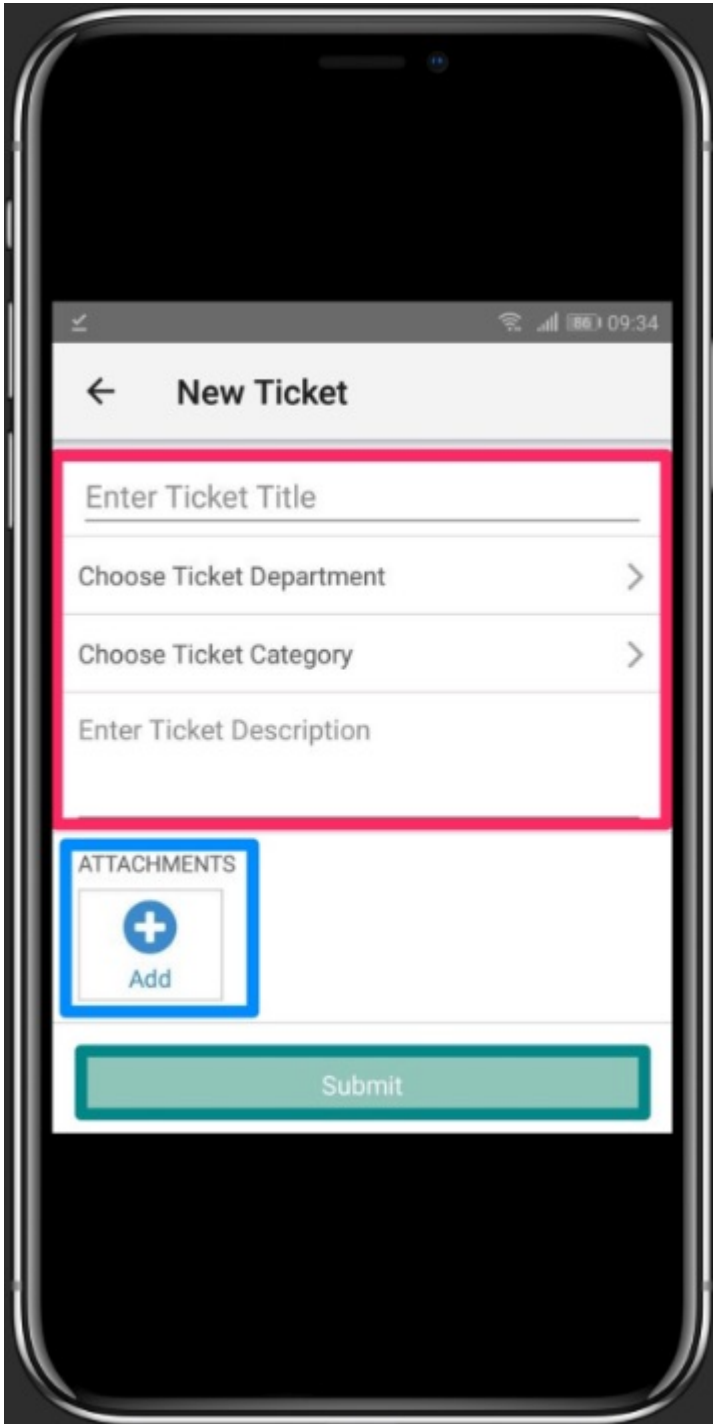 86 09:34
New Ticket
Enter Ticket Title
Choose Ticket Department
Choose Ticket Category
Enter Ticket Description
ATTACHMENTS
Add
Submit